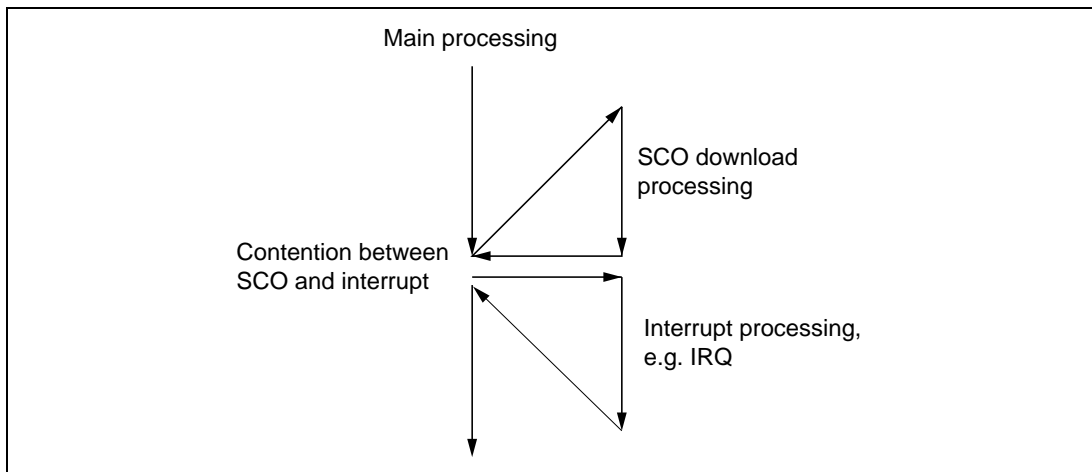 Main processing
SCO download
processing
Contention between
SCO and interrupt
Interrupt processing,
e.g. IRQ